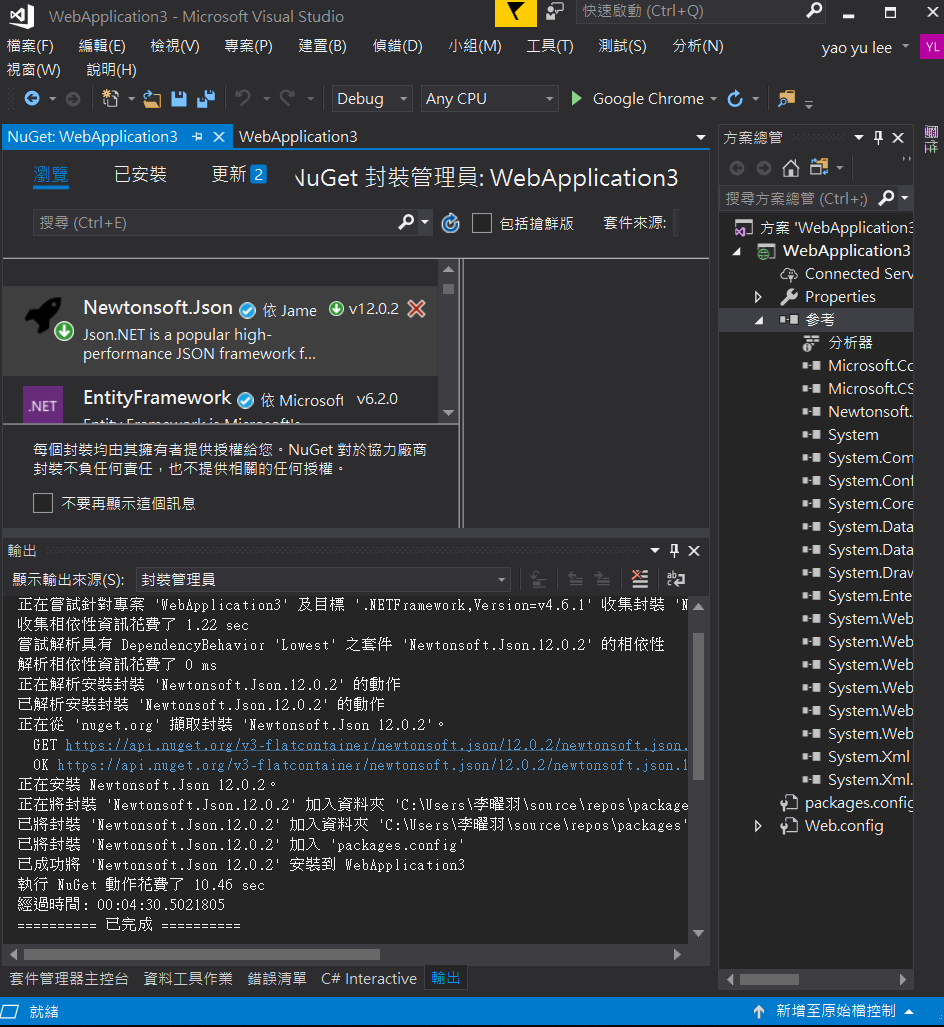 WebApplication3 - Microsoft Visual Studio
快速啟動 (Ctrl+Q)
檔案(F) 編輯(E) 檢視(V) 專案(P) 建置(B) 偵錯(D) 小組(M) 工具(T) 測試(S) 分析(N)
yao yu lee YL
視窗(W) 說明(H)
Debug Any CPU Google Chrome
NuGet: WebApplication3 WebApplication3
瀏覽 已安裝 更新 2
NuGet 封裝管理員: WebApplication3
搜尋 (Ctrl+E) 包括搶鮮版 套件來源:
Newtonsoft.Json 依 Jame v12.0.2
Json.NET is a popular high-
performance JSON framework f...
.NET
EntityFramework 依 Microsoft v6.2.0
Entity Framework is Microsoft's
每個封裝均由其擁有者提供授權給您。NuGet 對於協力廠商
封裝不負任何責任，也不提供相關的任何授權。
不要再顯示這個訊息
輸出
顯示輸出來源(S): 封裝管理員
正在嘗試針對專案 'WebApplication3' 及目標 '.NETFramework,Version=v4.6.1' 收集封裝 'N
收集相依性資訊花費了 1.22 sec
嘗試解析具有 DependencyBehavior 'Lowest' 之套件 'Newtonsoft.Json.12.0.2' 的相依性
解析相依性資訊花費了 0 ms
正在解析安裝封裝 'Newtonsoft.Json.12.0.2' 的動作
已解析安裝封裝 'Newtonsoft.Json.12.0.2' 的動作
正在從 'nuget.org' 擷取封裝 'Newtonsoft.Json 12.0.2'。
GET https://api.nuget.org/v3-flatcontainer/newtonsoft.json/12.0.2/newtonsoft.json.
OK https://api.nuget.org/v3-flatcontainer/newtonsoft.json/12.0.2/newtonsoft.json.1
正在安裝 Newtonsoft.Json 12.0.2。
正在將封裝 'Newtonsoft.Json.12.0.2' 加入資料夾 'C:\Users\李曜羽\source\repos\package
已將封裝 'Newtonsoft.Json.12.0.2' 加入資料夾 'C:\Users\李曜羽\source\repos\packages'
已將封裝 'Newtonsoft.Json.12.0.2' 加入 'packages.config'
已成功將 'Newtonsoft.Json 12.0.2' 安裝到 WebApplication3
執行 NuGet 動作花費了 10.46 sec
經過時間: 00:04:30.5021805
========== 已完成 ==========
套件管理器主控台 資料工具作業 錯誤清單 C# Interactive 輸出
方案總管
搜尋方案總管 (Ctrl+;)
方案 'WebApplication3
WebApplication3
Connected Serv
Properties
參考
分析器
Microsoft.Co
Microsoft.CS
Newtonsoft.
System
System.Com
System.Conf
System.Core
System.Data
System.Data
System.Draw
System.Ente
System.Web
System.Web
System.Web
System.Web
System.Web
System.Web
System.Xml
System.Xml.
packages.config
Web.config
屬性
就緒
新增至原始檔控制